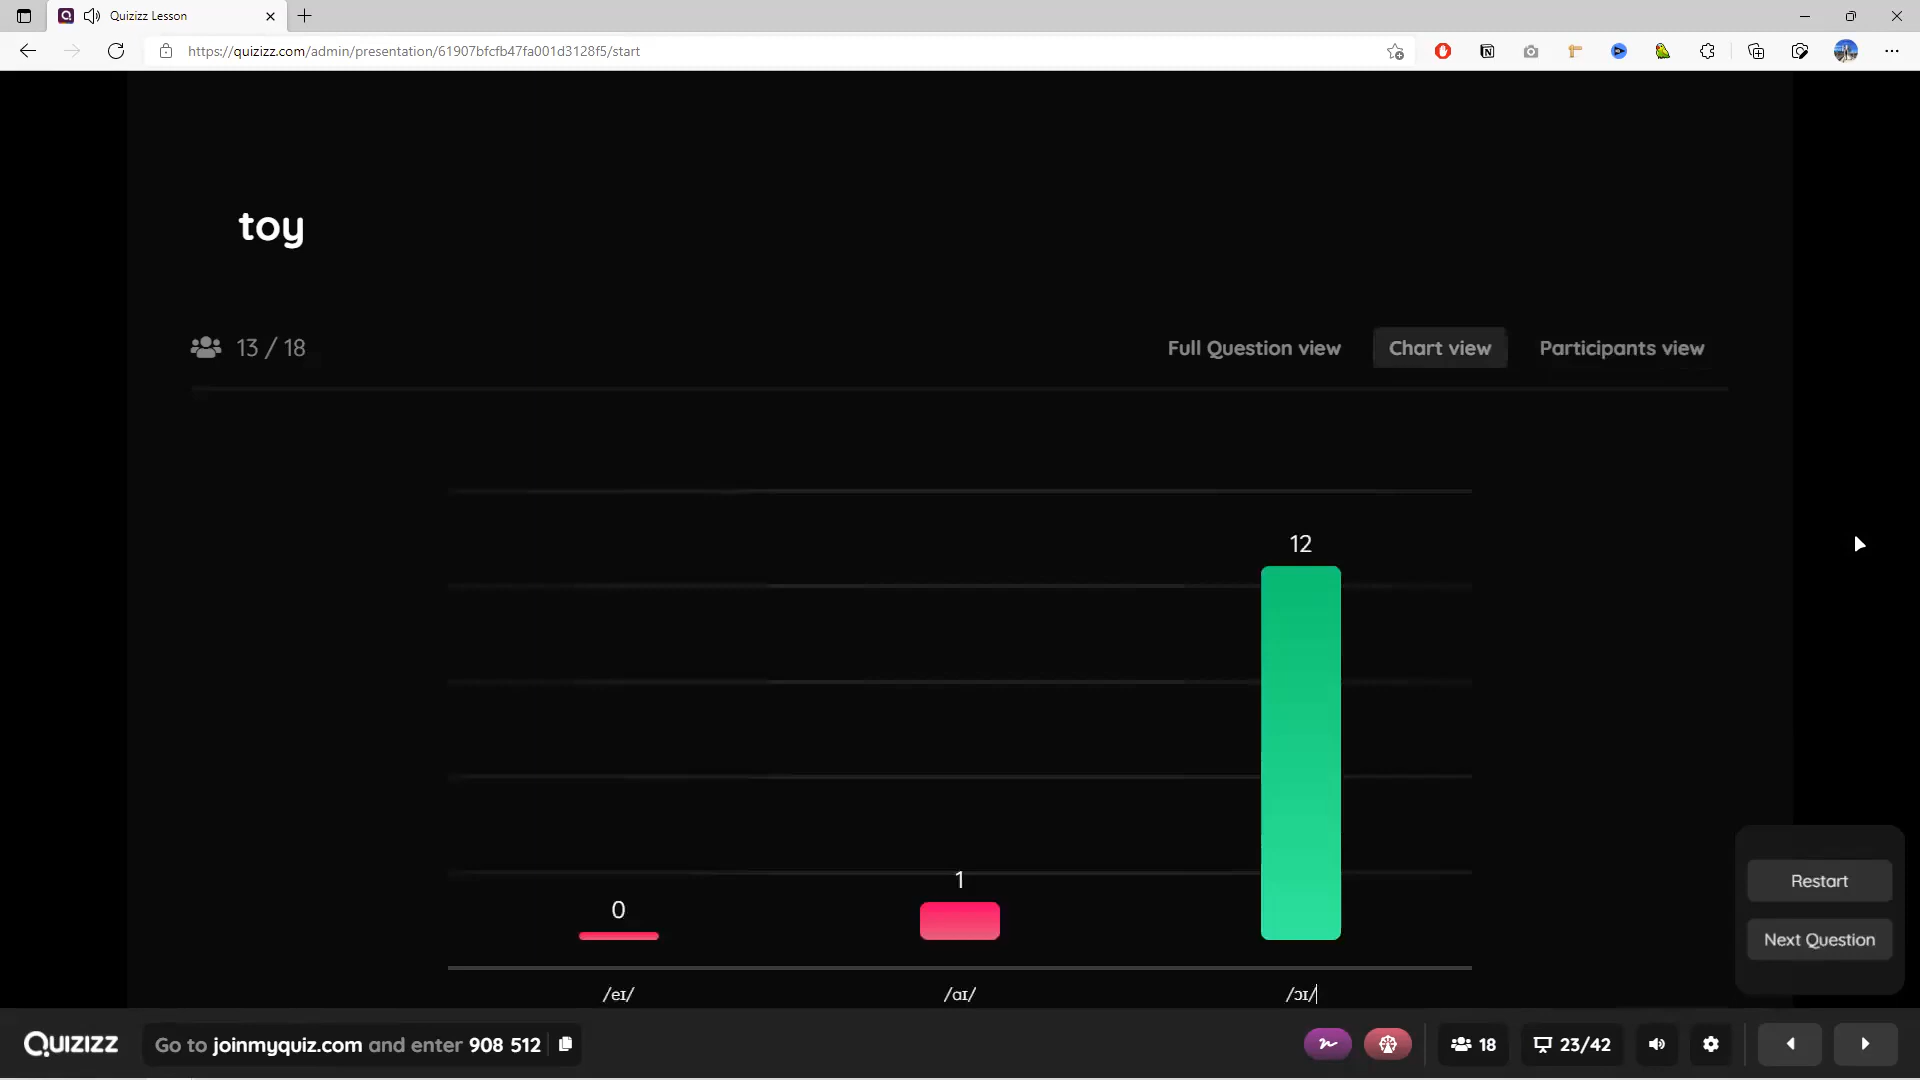 Quizizz Lesson
https://quizizz.com/admin/presentation/61907bfcfb47fa001d3128f5/start
toy
13 / 18
Full Question view
Chart view
Participants view
12
1
0
/eɪ/
/ɑɪ/
/ɔɪ/
Restart
Next Question
QUIZIZZ
Go to joinmyquiz.com and enter 908 512
18
23/42